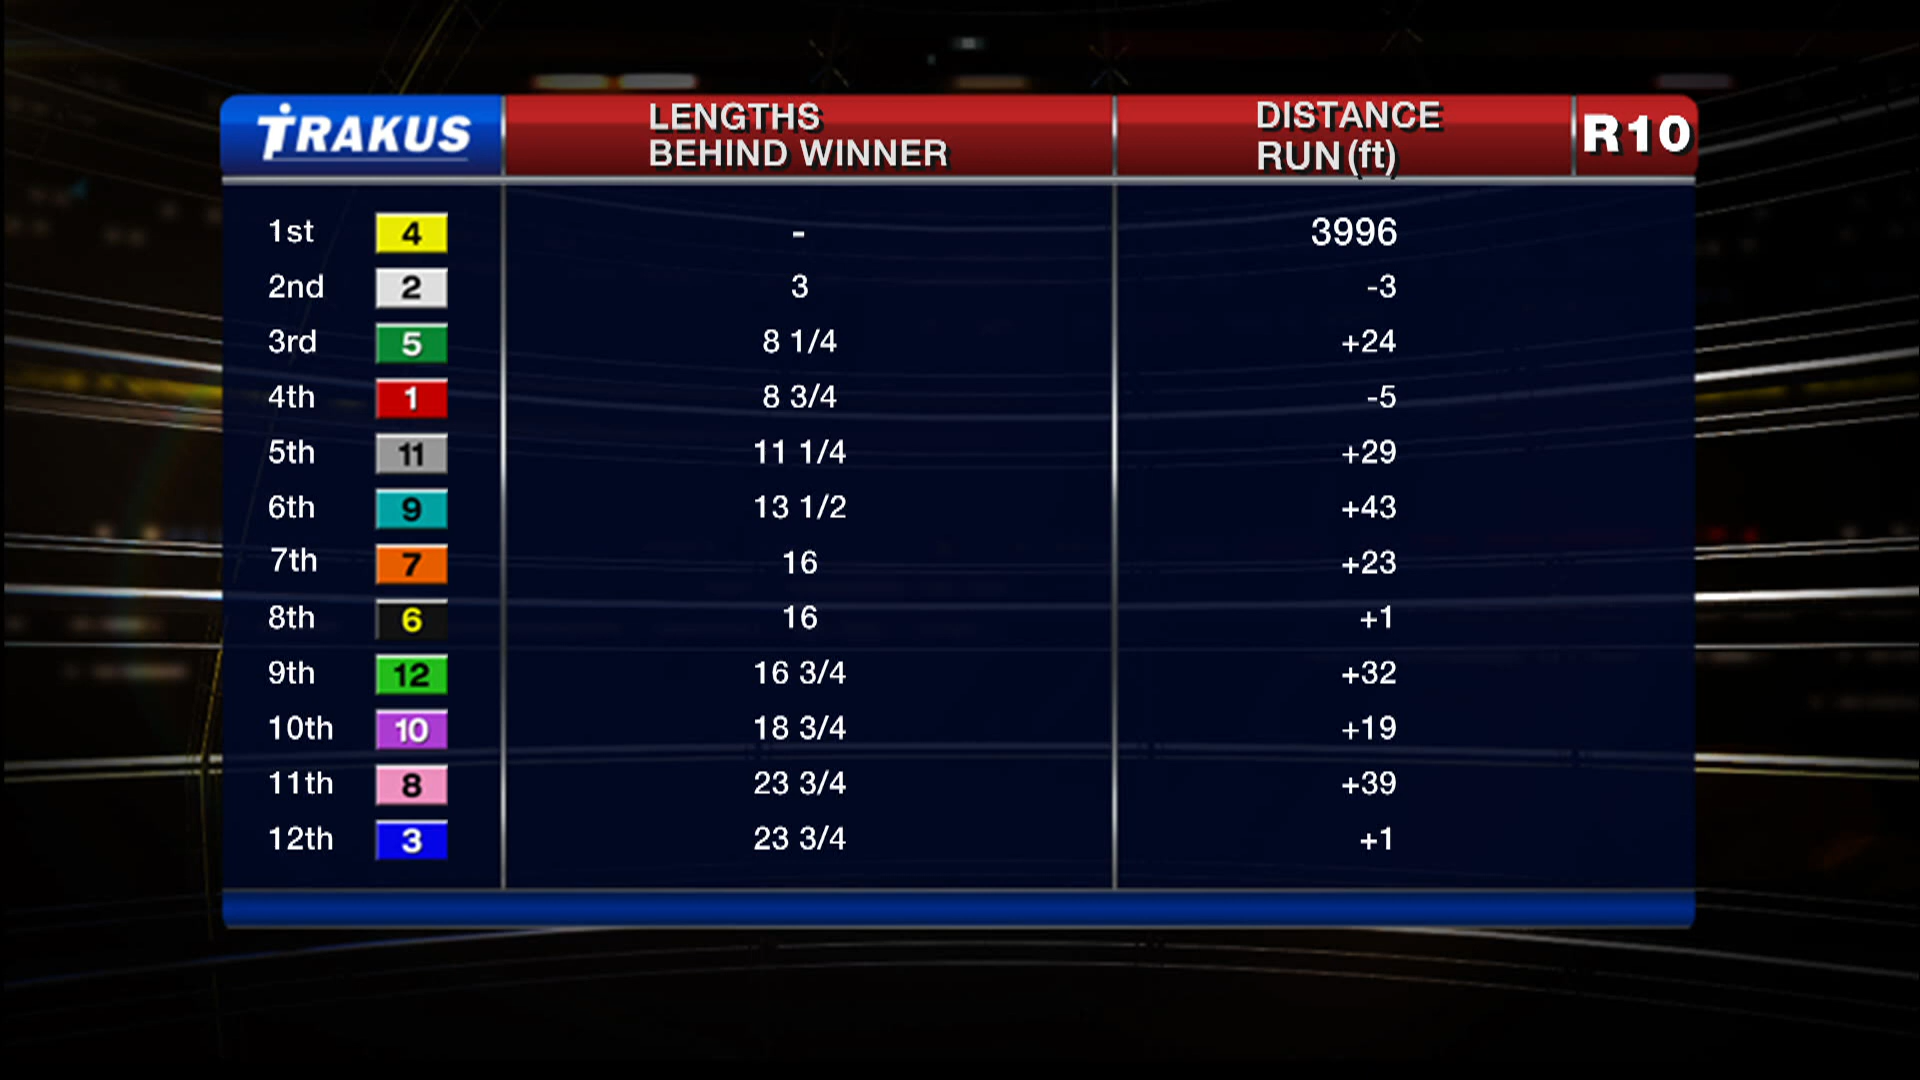 TRAKUS
LENGTHS
BEHIND WINNER
DISTANCE
RUN (ft)
R10
1st 4 - 3996
2nd 2 3 -3
3rd 5 8 1/4 +24
4th 1 8 3/4 -5
5th 11 11 1/4 +29
6th 9 13 1/2 +43
7th 7 16 +23
8th 6 16 +1
9th 12 16 3/4 +32
10th 10 18 3/4 +19
11th 8 23 3/4 +39
12th 3 23 3/4 +1